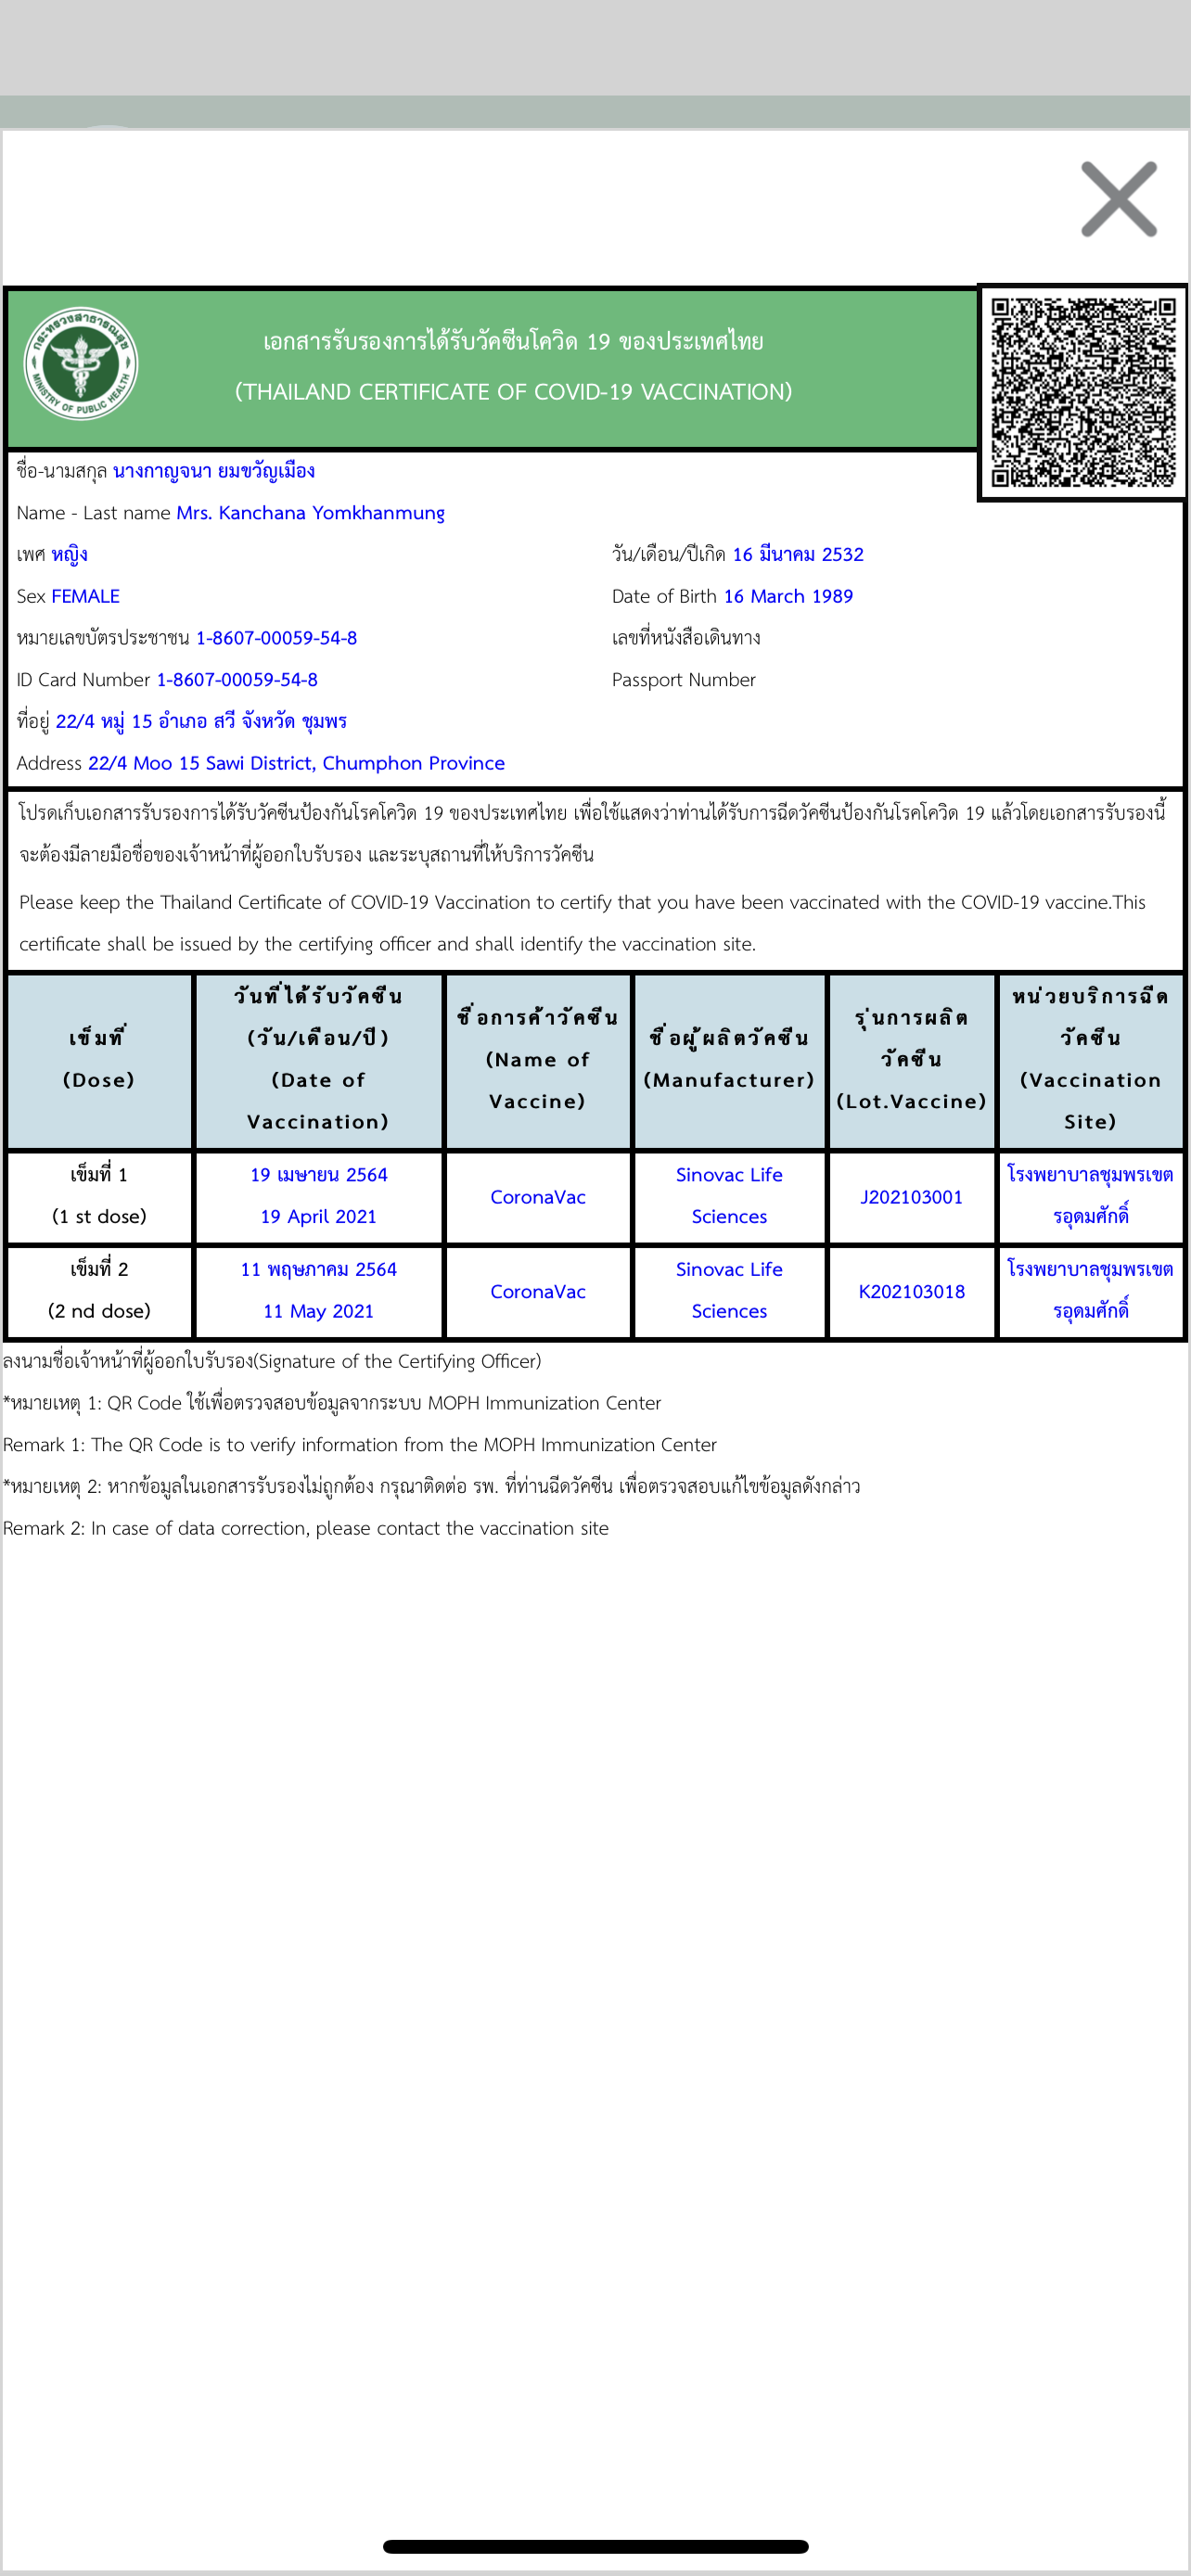 กระทรวงสาธารณสุข
MINISTRY OF PUBLIC HEALTH
เอกสารรับรองการได้รับวัคซีนโควิด 19 ของประเทศไทย
(THAILAND CERTIFICATE OF COVID-19 VACCINATION)
ชื่อ-นามสกุล นางกาญจนา ยมขวัญเมือง
Name - Last name Mrs. Kanchana Yomkhanmung
เพศ หญิง วัน/เดือน/ปีเกิด 16 มีนาคม 2532
Sex FEMALE Date of Birth 16 March 1989
หมายเลขบัตรประชาชน 1-8607-00059-54-8 เลขที่หนังสือเดินทาง
ID Card Number 1-8607-00059-54-8 Passport Number
ที่อยู่ 22/4 หมู่ 15 อำเภอ สวี จังหวัด ชุมพร
Address 22/4 Moo 15 Sawi District, Chumphon Province
โปรดเก็บเอกสารรับรองการได้รับวัคซีนป้องกันโรคโควิด 19 ของประเทศไทย เพื่อใช้แสดงว่าท่านได้รับการฉีดวัคซีนป้องกันโรคโควิด 19 แล้วโดยเอกสารรับรองนี้
จะต้องมีลายมือชื่อของเจ้าหน้าที่ผู้ออกใบรับรอง และระบุสถานที่ให้บริการวัคซีน
Please keep the Thailand Certificate of COVID-19 Vaccination to certify that you have been vaccinated with the COVID-19 vaccine.This
certificate shall be issued by the certifying officer and shall identify the vaccination site.
เข็มที่
(Dose)
วันที่ได้รับวัคซีน
(วัน/เดือน/ปี)
(Date of
Vaccination)
ชื่อการค้าวัคซีน
(Name of
Vaccine)
ชื่อผู้ผลิตวัคซีน
(Manufacturer)
รุ่นการผลิต
วัคซีน
(Lot.Vaccine)
หน่วยบริการฉีด
วัคซีน
(Vaccination
Site)
เข็มที่ 1
(1 st dose)
19 เมษายน 2564
19 April 2021
CoronaVac
Sinovac Life
Sciences
J202103001
โรงพยาบาลชุมพรเขต
รอุดมศักดิ์
เข็มที่ 2
(2 nd dose)
11 พฤษภาคม 2564
11 May 2021
CoronaVac
Sinovac Life
Sciences
K202103018
โรงพยาบาลชุมพรเขต
รอุดมศักดิ์
ลงนามชื่อเจ้าหน้าที่ผู้ออกใบรับรอง(Signature of the Certifying Officer)
*หมายเหตุ 1: QR Code ใช้เพื่อตรวจสอบข้อมูลจากระบบ MOPH Immunization Center
Remark 1: The QR Code is to verify information from the MOPH Immunization Center
*หมายเหตุ 2: หากข้อมูลในเอกสารรับรองไม่ถูกต้อง กรุณาติดต่อ รพ. ที่ท่านฉีดวัคซีน เพื่อตรวจสอบแก้ไขข้อมูลดังกล่าว
Remark 2: In case of data correction, please contact the vaccination site